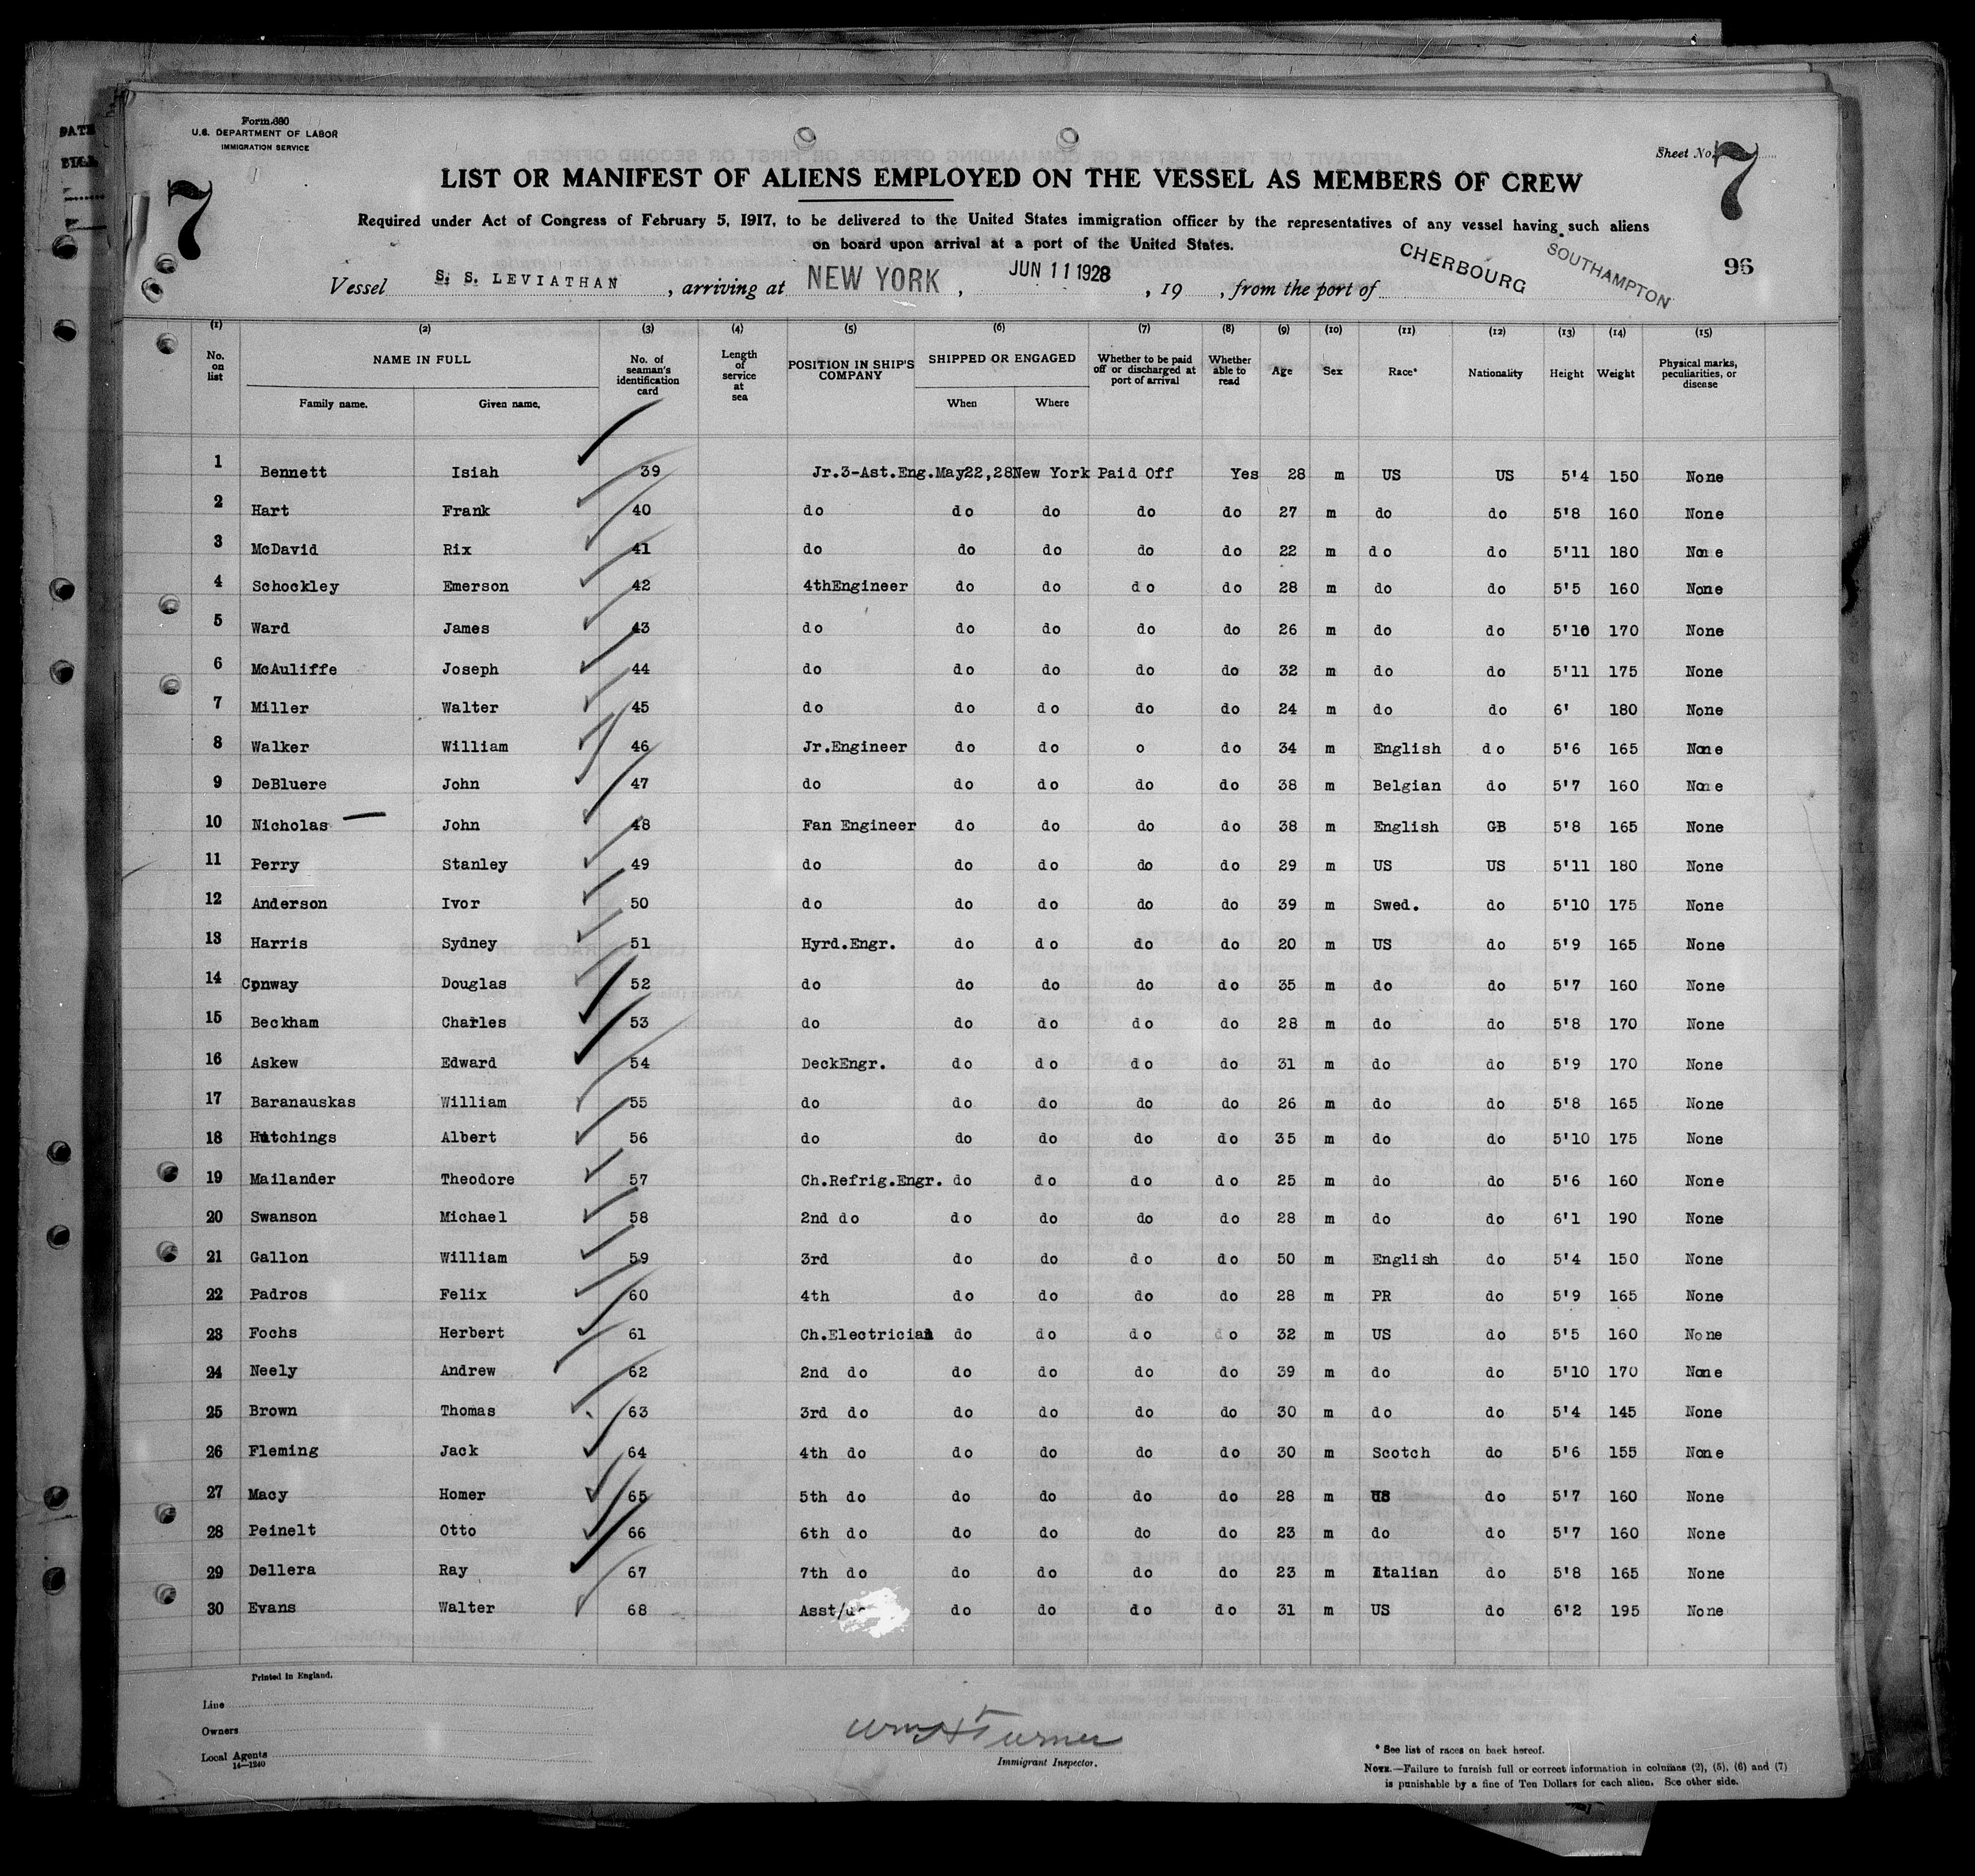 DATE
BILL
Form 680
U.S. DEPARTMENT OF LABOR
IMMIGRATION SERVICE
Sheet No. 7
7
LIST OR MANIFEST OF ALIENS EMPLOYED ON THE VESSEL AS MEMBERS OF CREW
Required under Act of Congress of February 5, 1917, to be delivered to the United States immigration officer by the representatives of any vessel having such aliens
on board upon arrival at a port of the United States.
96
Vessel S. S. LEVIATHAN, arriving at NEW YORK, JUN 11 1928, 19 , from the port of CHERBOURG SOUTHAMPTON
(1) (2) (3) (4) (5) (6) (7) (8) (9) (10) (11) (12) (13) (14) (15)
No. on list NAME IN FULL Family name. Given name. No. of seaman's identification card Length of service at sea POSITION IN SHIP'S COMPANY SHIPPED OR ENGAGED When Where Whether to be paid off or discharged at port of arrival Whether able to read Age Sex Race* Nationality Height Weight Physical marks, peculiarities, or disease
1 Bennett Isiah 39 Jr.3-Ast.Eng. May22,28 New York Paid Off Yes 28 m US US 5'4 150 None
2 Hart Frank 40 do do do do do 27 m do do 5'8 160 None
3 McDavid Rix 41 do do do do do 22 m do do 5'11 180 None
4 Schockley Emerson 42 4thEngineer do do do do 28 m do do 5'5 160 None
5 Ward James 43 do do do do do 26 m do do 5'10 170 None
6 McAuliffe Joseph 44 do do do do do 32 m do do 5'11 175 None
7 Miller Walter 45 do do do do do 24 m do do 6' 180 None
8 Walker William 46 Jr.Engineer do do o do 34 m English do 5'6 165 None
9 DeBluere John 47 do do do do do 38 m Belgian do 5'7 160 None
10 Nicholas John 48 Fan Engineer do do do do 38 m English GB 5'8 165 None
11 Perry Stanley 49 do do do do do 29 m US US 5'11 180 None
12 Anderson Ivor 50 do do do do do 39 m Swed. do 5'10 175 None
13 Harris Sydney 51 Hyrd.Engr. do do do do 20 m US do 5'9 165 None
14 Conway Douglas 52 do do do do do 35 m do do 5'7 160 None
15 Beckham Charles 53 do do do do do 28 m do do 5'8 170 None
16 Askew Edward 54 DeckEngr. do do do do 31 m do do 5'9 170 None
17 Baranauskas William 55 do do do do do 26 m do do 5'8 165 None
18 Hutchings Albert 56 do do do do do 35 m do do 5'10 175 None
19 Mailander Theodore 57 Ch.Refrig.Engr. do do do do 25 m do do 5'6 160 None
20 Swanson Michael 58 2nd do do do do do 28 m do do 6'1 190 None
21 Gallon William 59 3rd do do do do 50 m English do 5'4 150 None
22 Padros Felix 60 4th do do do do 28 m PR do 5'9 165 None
23 Fochs Herbert 61 Ch.Electrician do do do do 32 m US do 5'5 160 None
24 Neely Andrew 62 2nd do do do do do 39 m do do 5'10 170 None
25 Brown Thomas 63 3rd do do do do do 30 m do do 5'4 145 None
26 Fleming Jack 64 4th do do do do do 30 m Scotch do 5'6 155 None
27 Macy Homer 65 5th do do do do do 28 m US do 5'7 160 None
28 Peinelt Otto 66 6th do do do do do 23 m do do 5'7 160 None
29 Dellera Ray 67 7th do do do do do 23 m Italian do 5'8 165 None
30 Evans Walter 68 Asst/do do do do do 31 m US do 6'2 195 None
Printed in England.
Line
Owners
Local Agents
14—1240
Wm H Turner
Immigrant Inspector.
* See list of races on back hereof.
NOTE.—Failure to furnish full or correct information in columns (2), (5), (6) and (7)
is punishable by a fine of Ten Dollars for each alien. See other side.